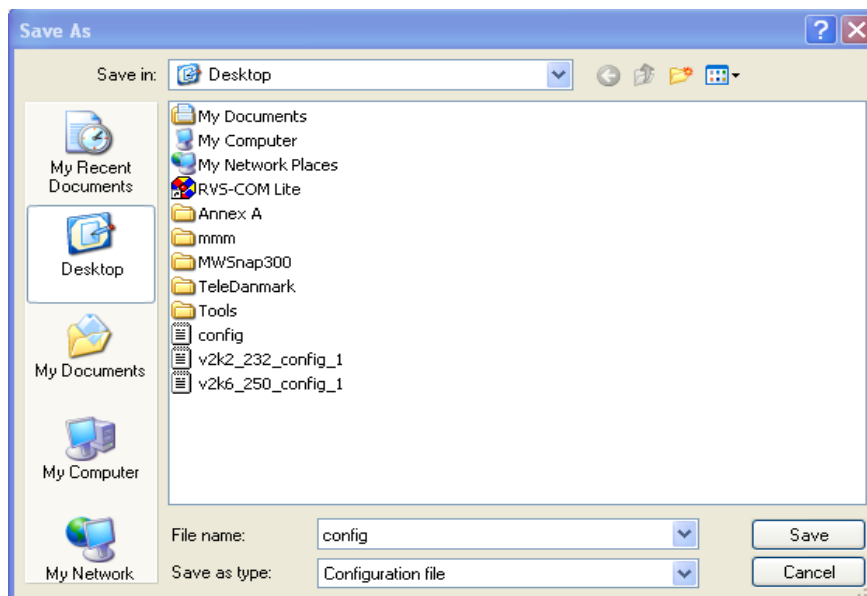 Save As
Save in:
Desktop
My Recent
Documents
Desktop
My Documents
My Computer
My Network
My Documents
My Computer
My Network Places
RVS-COM Lite
Annex A
mmm
MWSnap300
TeleDanmark
Tools
config
v2k2_232_config_1
v2k6_250_config_1
File name:
config
Save
Save as type:
Configuration file
Cancel